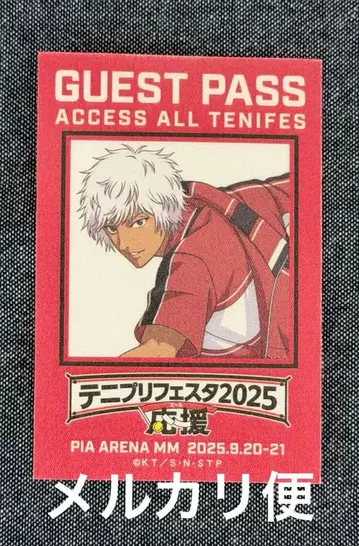 GUEST PASS
ACCESS ALL TENIFES
テニプリフェスタ2025
エール
応援
PIA ARENA MM 2025.9.20-21
©KT/S・N・STP
メルカリ便